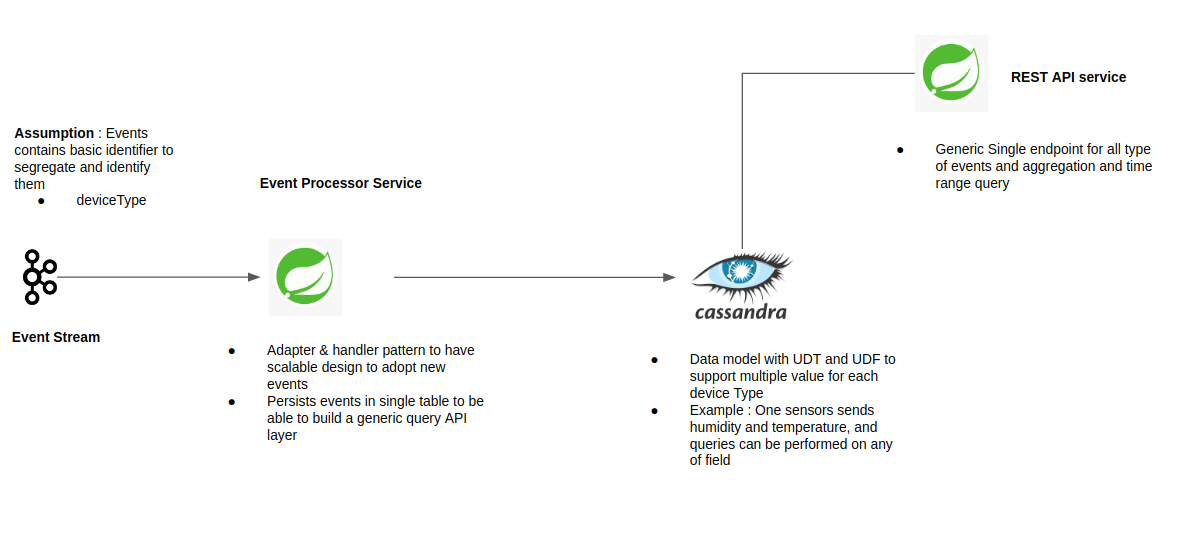 REST API service
● Generic Single endpoint for all type
of events and aggregation and time
range query
Assumption : Events
contains basic identifier to
segregate and identify
them
● deviceType
Event Processor Service
Event Stream
● Adapter & handler pattern to have
scalable design to adopt new
events
● Persists events in single table to be
able to build a generic query API
layer
cassandra
● Data model with UDT and UDF to
support multiple value for each
device Type
● Example : One sensors sends
humidity and temperature, and
queries can be performed on any
of field